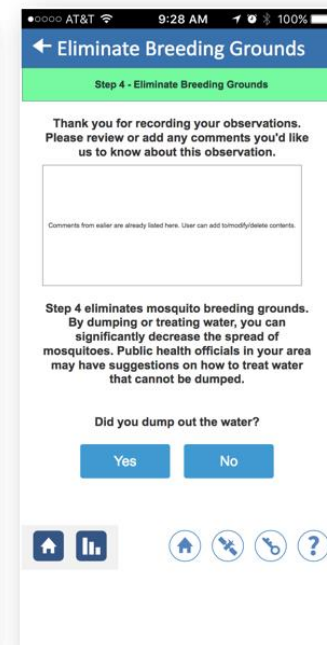 ●○○○○ AT&T 9:28 AM 100%
← Eliminate Breeding Grounds
Step 4 - Eliminate Breeding Grounds
Thank you for recording your observations.
Please review or add any comments you'd like
us to know about this observation.
Comments from ealier are already listed here. User can add to/modify/delete contents.
Step 4 eliminates mosquito breeding grounds.
By dumping or treating water, you can
significantly decrease the spread of
mosquitoes. Public health officials in your area
may have suggestions on how to treat water
that cannot be dumped.
Did you dump out the water?
Yes No
?